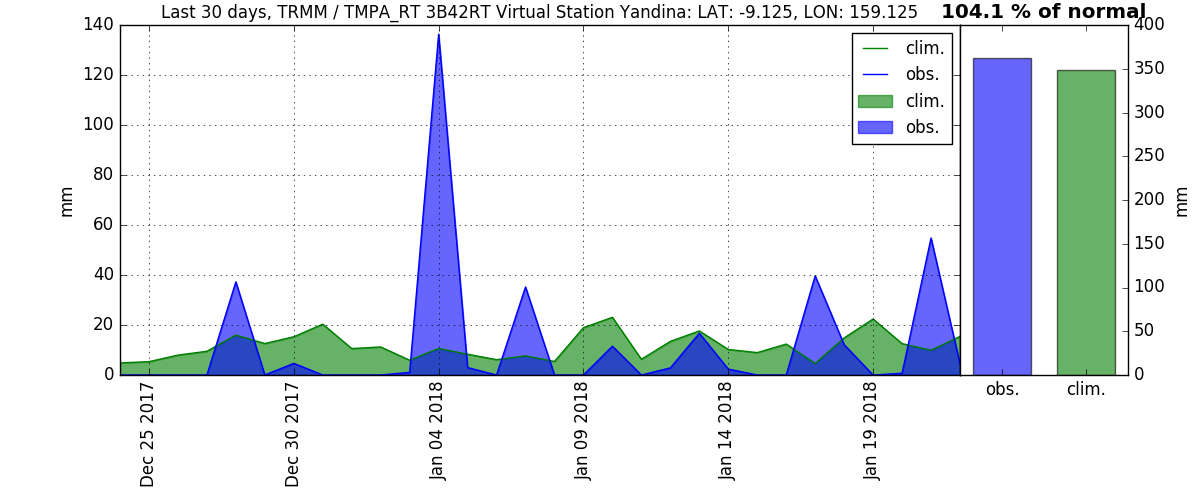 Last 30 days, TRMM / TMPA_RT 3B42RT Virtual Station Yandina: LAT: -9.125, LON: 159.125
104.1 % of normal
140
120
100
80
60
40
20
0
mm
clim.
obs.
clim.
obs.
400
350
300
250
200
150
100
50
0
mm
Dec 25 2017
Dec 30 2017
Jan 04 2018
Jan 09 2018
Jan 14 2018
Jan 19 2018
obs.
clim.